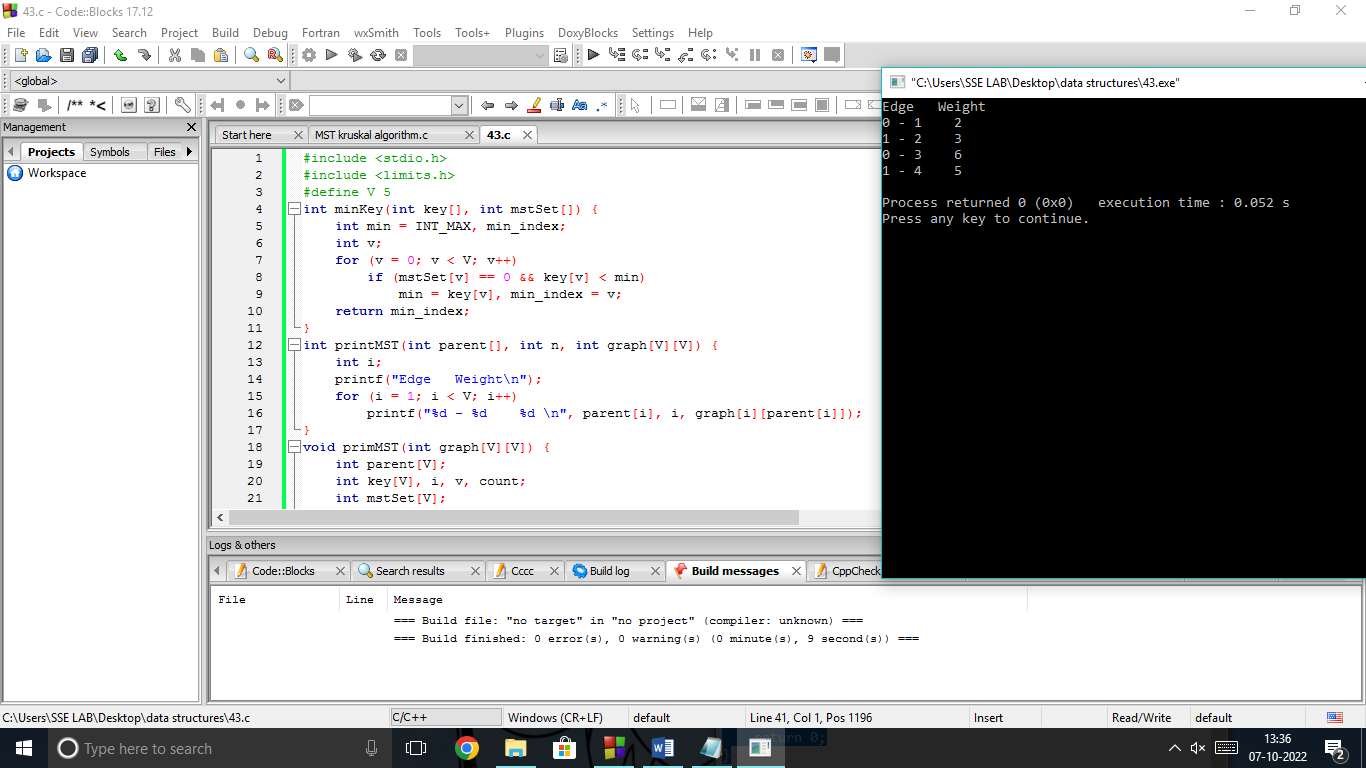 43.c - Code::Blocks 17.12
File Edit View Search Project Build Debug Fortran wxSmith Tools Tools+ Plugins DoxyBlocks Settings Help
<global>
/** *<
Aa .*
Management
Projects Symbols Files
Workspace
Start here MST kruskal algorithm.c 43.c
1 #include <stdio.h>
2 #include <limits.h>
3 #define V 5
4 int minKey(int key[], int mstSet[]) {
5 int min = INT_MAX, min_index;
6 int v;
7 for (v = 0; v < V; v++)
8 if (mstSet[v] == 0 && key[v] < min)
9 min = key[v], min_index = v;
10 return min_index;
11 }
12 int printMST(int parent[], int n, int graph[V][V]) {
13 int i;
14 printf("Edge   Weight\n");
15 for (i = 1; i < V; i++)
16 printf("%d - %d    %d \n", parent[i], i, graph[i][parent[i]]);
17 }
18 void primMST(int graph[V][V]) {
19 int parent[V];
20 int key[V], i, v, count;
21 int mstSet[V];
"C:\Users\SSE LAB\Desktop\data structures\43.exe"
Edge   Weight
0 - 1    2
1 - 2    3
0 - 3    6
1 - 4    5
Process returned 0 (0x0)   execution time : 0.052 s
Press any key to continue.
Logs & others
Code::Blocks Search results Cccc Build log Build messages CppCheck
File Line Message
=== Build file: "no target" in "no project" (compiler: unknown) ===
=== Build finished: 0 error(s), 0 warning(s) (0 minute(s), 9 second(s)) ===
C:\Users\SSE LAB\Desktop\data structures\43.c C/C++ Windows (CR+LF) default Line 41, Col 1, Pos 1196 Insert Read/Write default
Type here to search
return 0;
13:36
07-10-2022
2